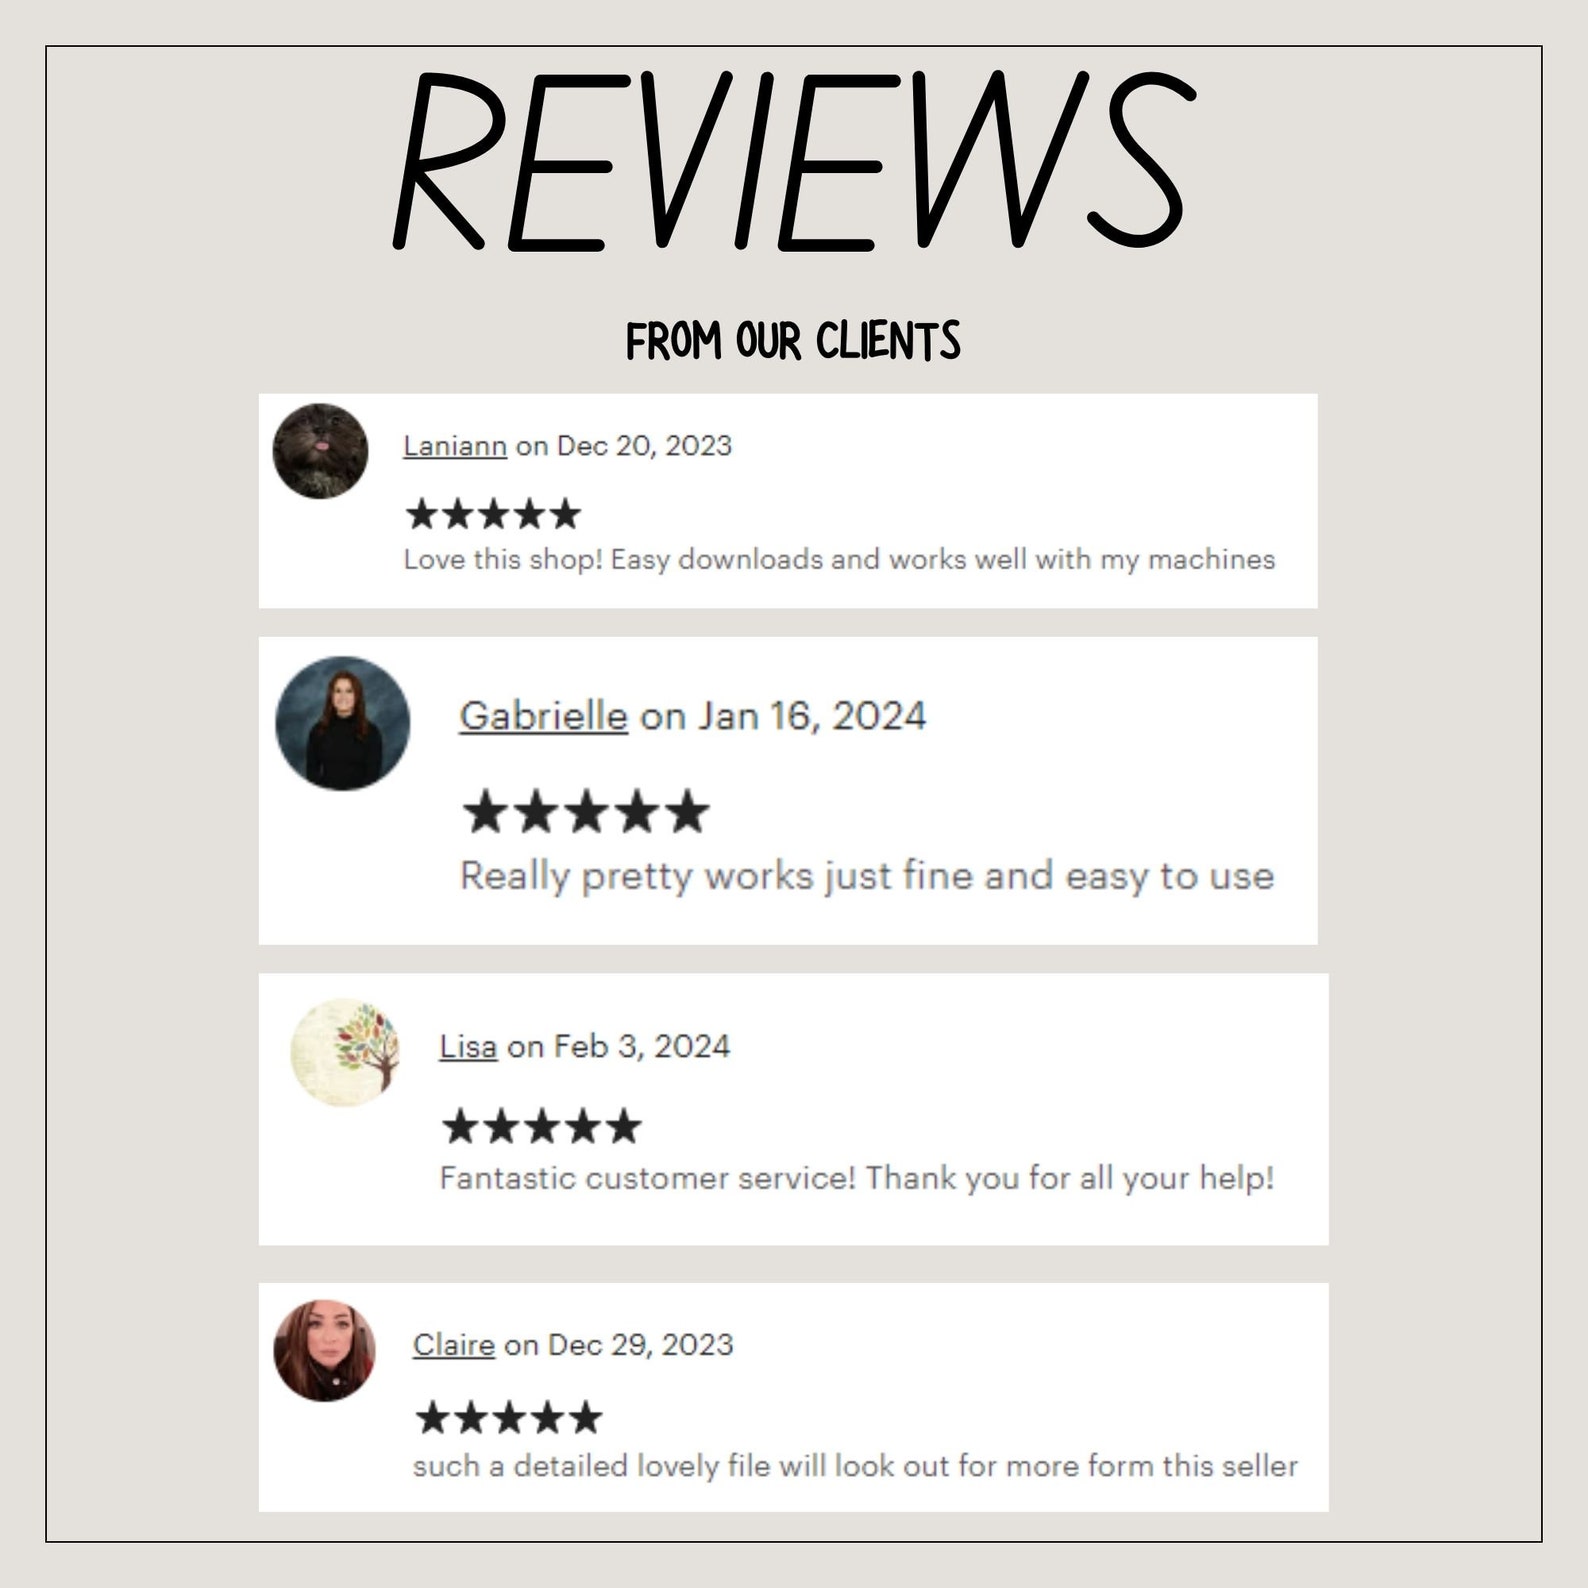 REVIEWS
FROM OUR CLIENTS
Laniann on Dec 20, 2023
★★★★★
Love this shop! Easy downloads and works well with my machines
Gabrielle on Jan 16, 2024
★★★★★
Really pretty works just fine and easy to use
Lisa on Feb 3, 2024
★★★★★
Fantastic customer service! Thank you for all your help!
Claire on Dec 29, 2023
★★★★★
such a detailed lovely file will look out for more form this seller